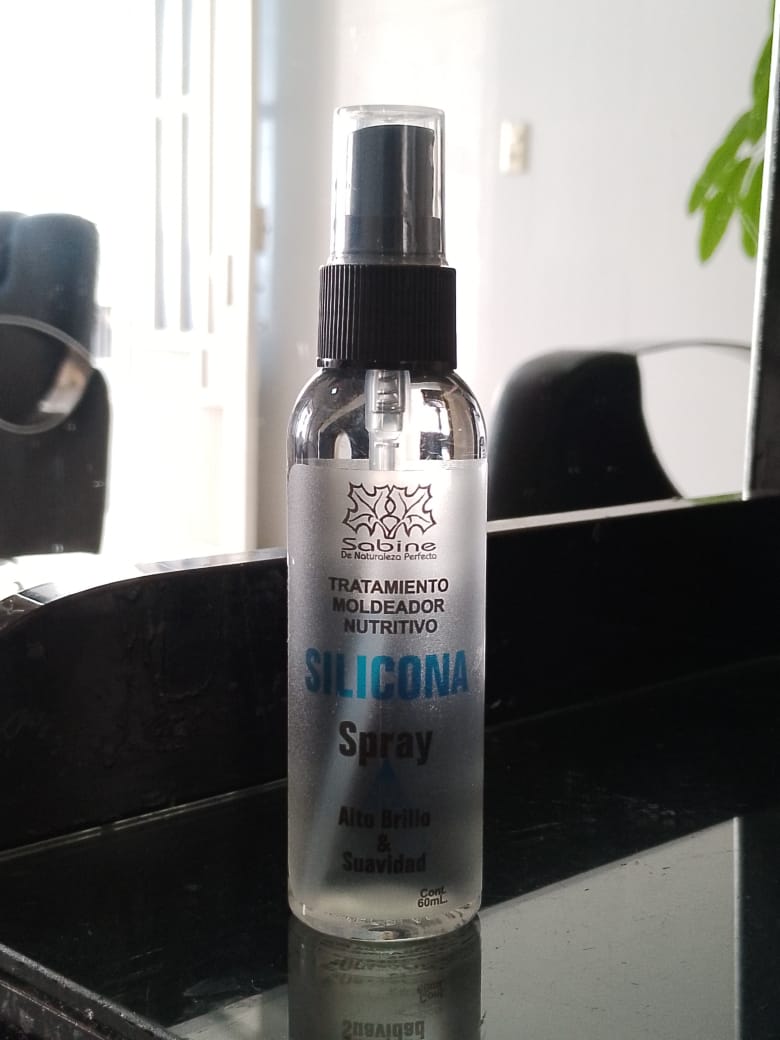 Sabine
De Naturaleza Perfecta
TRATAMIENTO
MOLDEADOR
NUTRITIVO
SILICONA
Spray
Alto Brillo
&
Suavidad
Cont.
60mL.